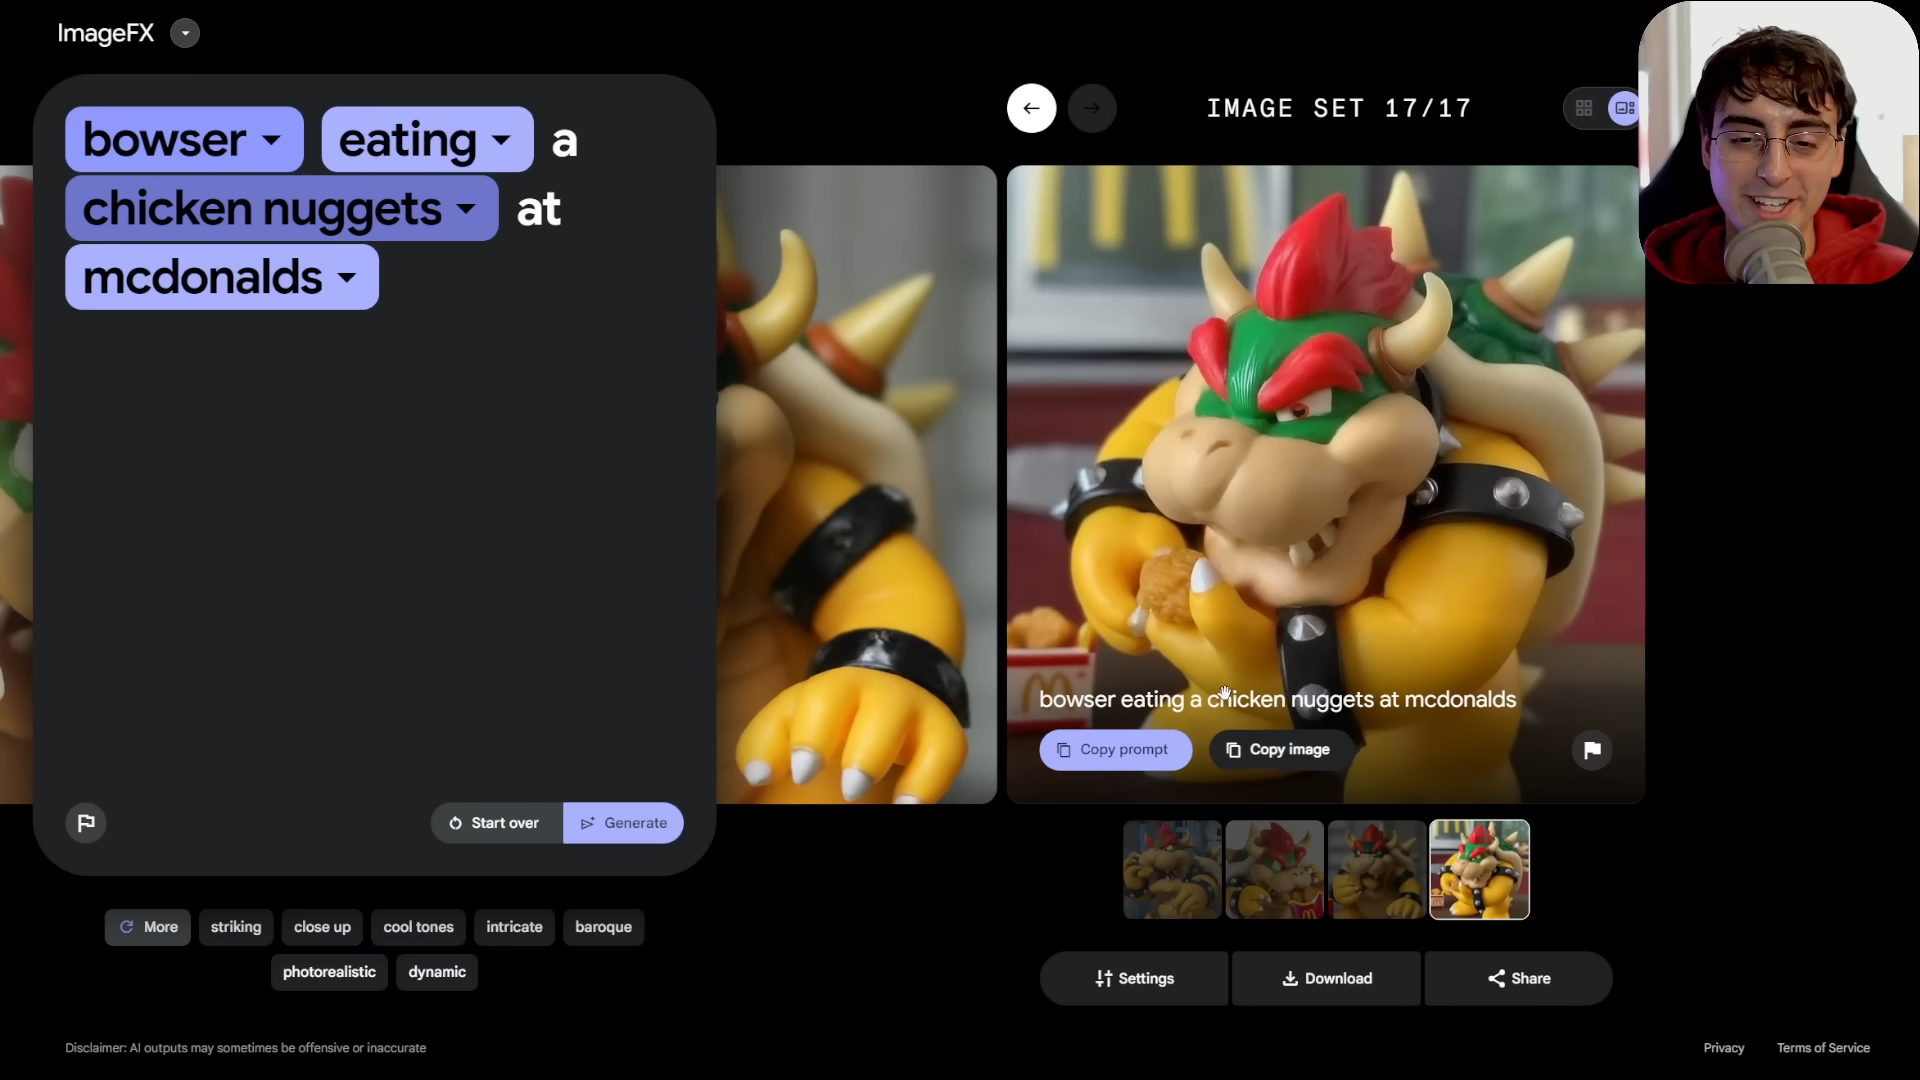 ImageFX
bowser eating a
chicken nuggets at
mcdonalds
Start over
Generate
More
striking
close up
cool tones
intricate
baroque
photorealistic
dynamic
IMAGE SET 17/17
bowser eating a chicken nuggets at mcdonalds
Copy prompt
Copy image
Settings
Download
Share
Disclaimer: AI outputs may sometimes be offensive or inaccurate
Privacy
Terms of Service